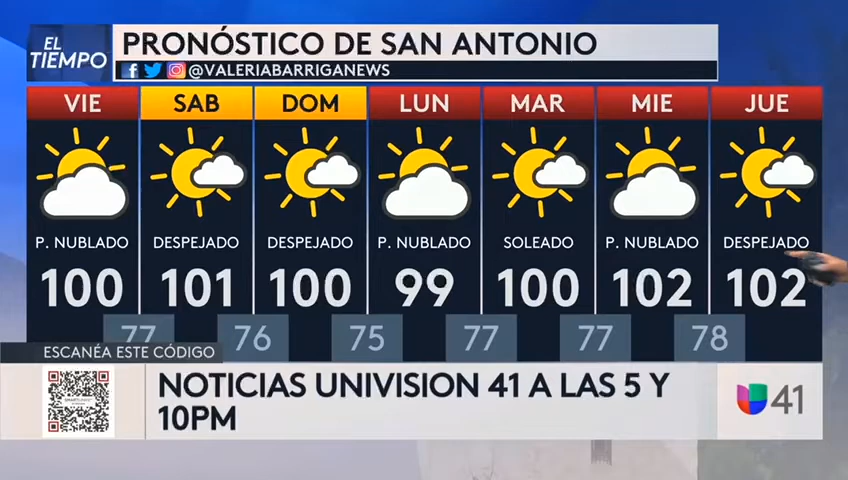 EL TIEMPO
PRONÓSTICO DE SAN ANTONIO
@VALERIABARRIGANEWS
VIE SAB DOM LUN MAR MIE JUE
P. NUBLADO DESPEJADO DESPEJADO P. NUBLADO SOLEADO P. NUBLADO DESPEJADO
100 101 100 99 100 102 102
77 76 75 77 77 78
ESCANÉA ESTE CÓDIGO
NOTICIAS UNIVISION 41 A LAS 5 Y
10PM
41